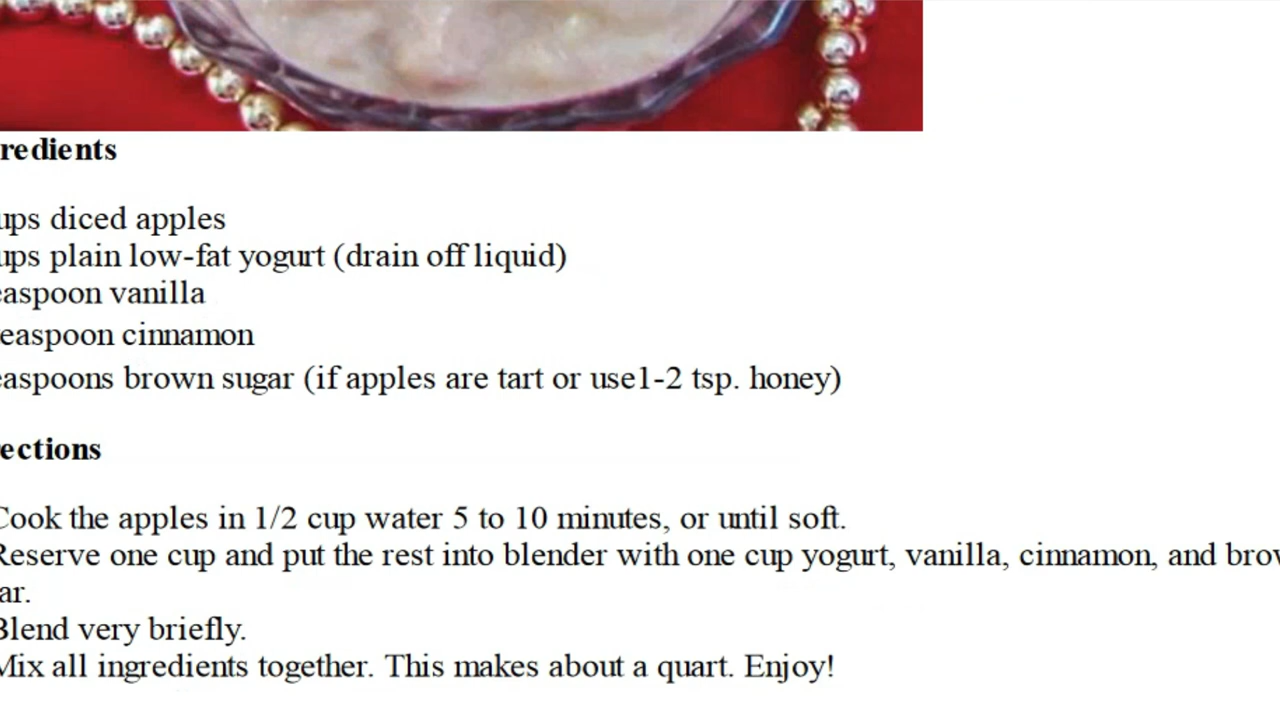 redients
ups diced apples
ups plain low-fat yogurt (drain off liquid)
easpoon vanilla
easpoon cinnamon
easpoons brown sugar (if apples are tart or use1-2 tsp. honey)
ections
Cook the apples in 1/2 cup water 5 to 10 minutes, or until soft.
Reserve one cup and put the rest into blender with one cup yogurt, vanilla, cinnamon, and brow
ar.
Blend very briefly.
Mix all ingredients together. This makes about a quart. Enjoy!